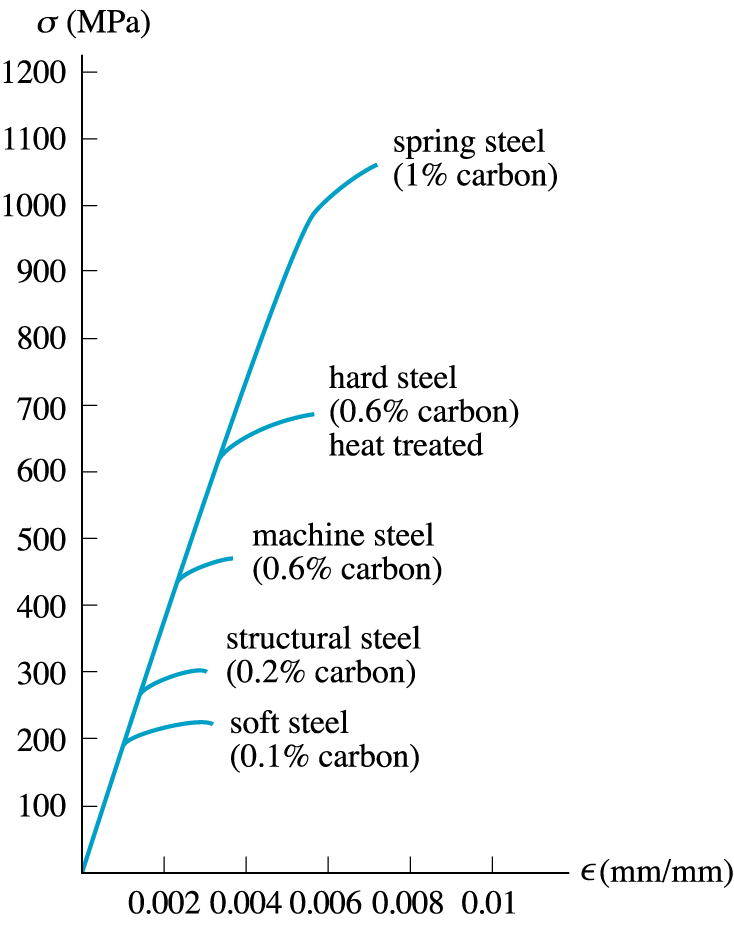 σ (MPa)
1200
1100
1000
900
800
700
600
500
400
300
200
100
spring steel
(1% carbon)
hard steel
(0.6% carbon)
heat treated
machine steel
(0.6% carbon)
structural steel
(0.2% carbon)
soft steel
(0.1% carbon)
0.002 0.004 0.006 0.008 0.01
ϵ (mm/mm)